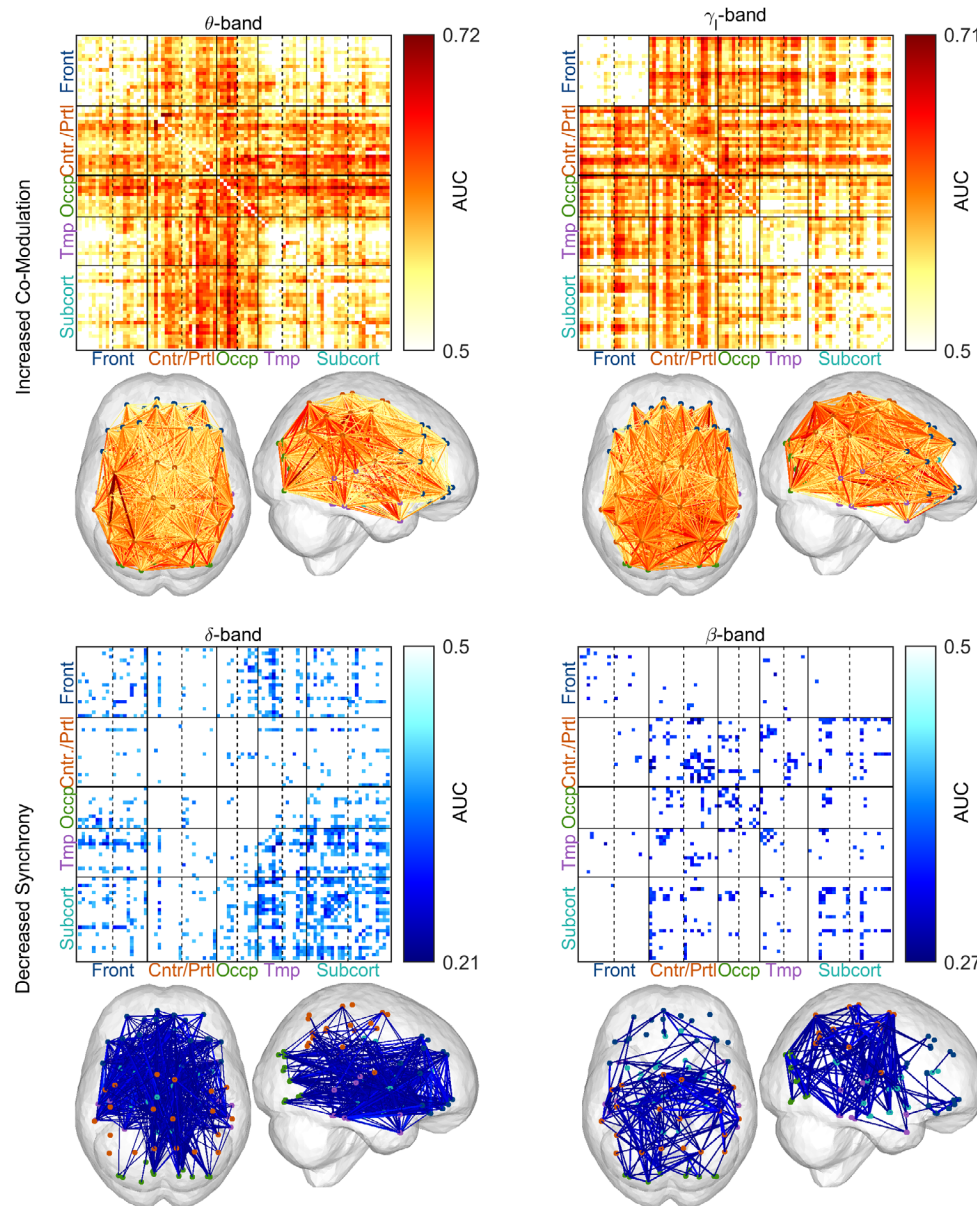 θ-band
γl-band
Increased Co-Modulation
Front
Cntr./Prtl
Occp
Tmp
Subcort
0.72
AUC
0.5
Front
Cntr/Prtl
Occp
Tmp
Subcort
Front
Cntr./Prtl
Occp
Tmp
Subcort
0.71
AUC
0.5
Front
Cntr/Prtl
Occp
Tmp
Subcort
δ-band
β-band
Decreased Synchrony
Front
Cntr./Prtl
Occp
Tmp
Subcort
0.5
AUC
0.21
Front
Cntr/Prtl
Occp
Tmp
Subcort
Front
Cntr./Prtl
Occp
Tmp
Subcort
0.5
AUC
0.27
Front
Cntr/Prtl
Occp
Tmp
Subcort